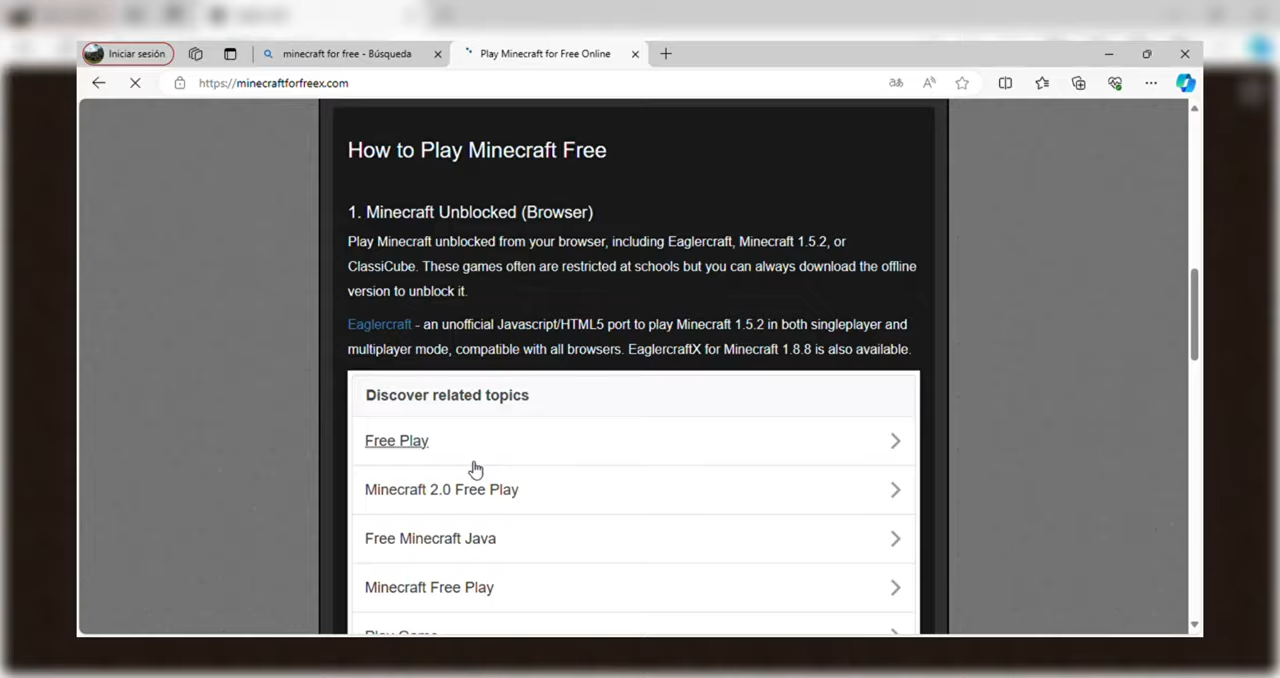 Iniciar sesión
minecraft for free - Búsqueda
Play Minecraft for Free Online
https://minecraftforfreex.com
How to Play Minecraft Free
1. Minecraft Unblocked (Browser)
Play Minecraft unblocked from your browser, including Eaglercraft, Minecraft 1.5.2, or
ClassiCube. These games often are restricted at schools but you can always download the offline
version to unblock it.
Eaglercraft - an unofficial Javascript/HTML5 port to play Minecraft 1.5.2 in both singleplayer and
multiplayer mode, compatible with all browsers. EaglercraftX for Minecraft 1.8.8 is also available.
Discover related topics
Free Play
Minecraft 2.0 Free Play
Free Minecraft Java
Minecraft Free Play
Play Game